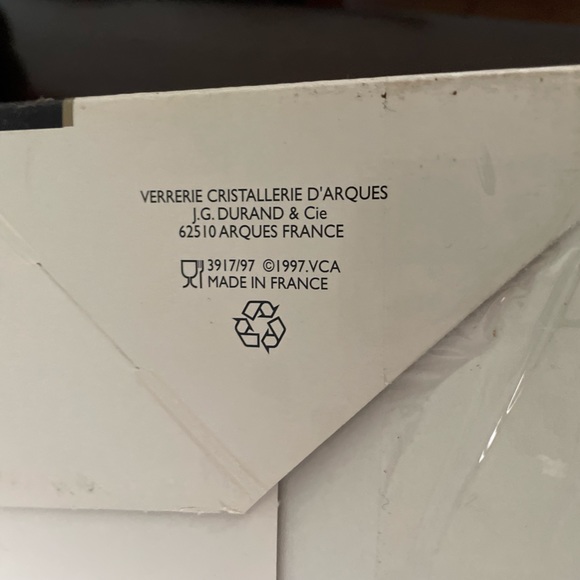 VERRERIE CRISTALLERIE D'ARQUES
J.G. DURAND & Cie
62510 ARQUES FRANCE
3917/97 ©1997.VCA
MADE IN FRANCE